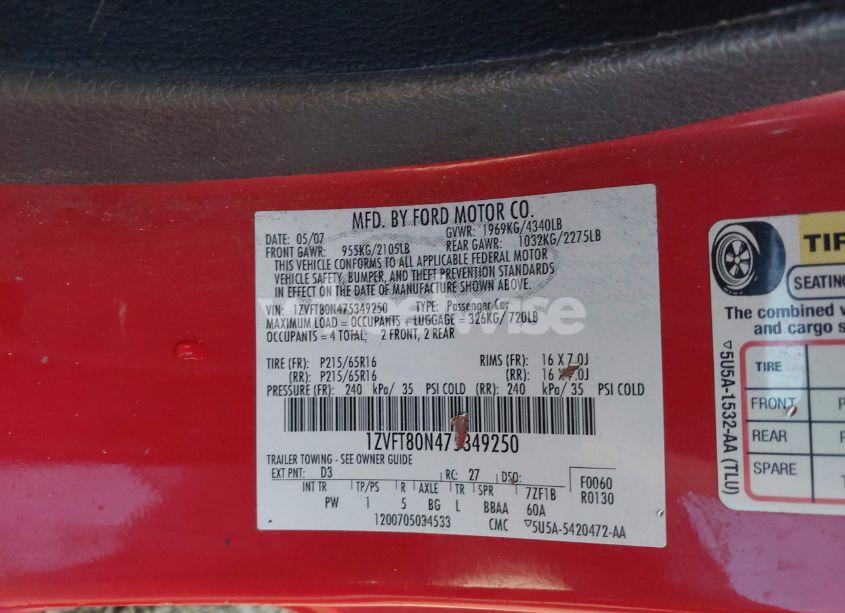 MFD. BY FORD MOTOR CO.
DATE: 05/07 GVWR: 1969KG/4340LB
FRONT GAWR: 955KG/2105LB REAR GAWR: 1032KG/2275LB
THIS VEHICLE CONFORMS TO ALL APPLICABLE FEDERAL MOTOR
VEHICLE SAFETY, BUMPER, AND THEFT PREVENTION STANDARDS
IN EFFECT ON THE DATE OF MANUFACTURE SHOWN ABOVE.
VIN: 1ZVFT80N475349250 TYPE: Passenger Car
MAXIMUM LOAD = OCCUPANTS + LUGGAGE = 326KG/ 720LB
OCCUPANTS = 4 TOTAL; 2 FRONT, 2 REAR
TIRE (FR): P215/65R16 RIMS (FR): 16 X 7.0J
(RR): P215/65R16 (RR): 16 X 7.0J
PRESSURE (FR): 240 kPa/ 35 PSI COLD (RR): 240 kPa/ 35 PSI COLD
1ZVFT80N475349250
TRAILER TOWING - SEE OWNER GUIDE
EXT PNT: D3 RC: 27 DSO: F0060
INT TR TP/PS R AXLE TR SPR 7ZF1B R0130
PW 1 5 BG L BBAA 60A
1200705034533 CMC ▽5U5A-5420472-AA
TIR
SEATING
The combined
and cargo
TIRE
FRONT P
REAR P
SPARE T
▽5U5A-1532-AA (TLU)